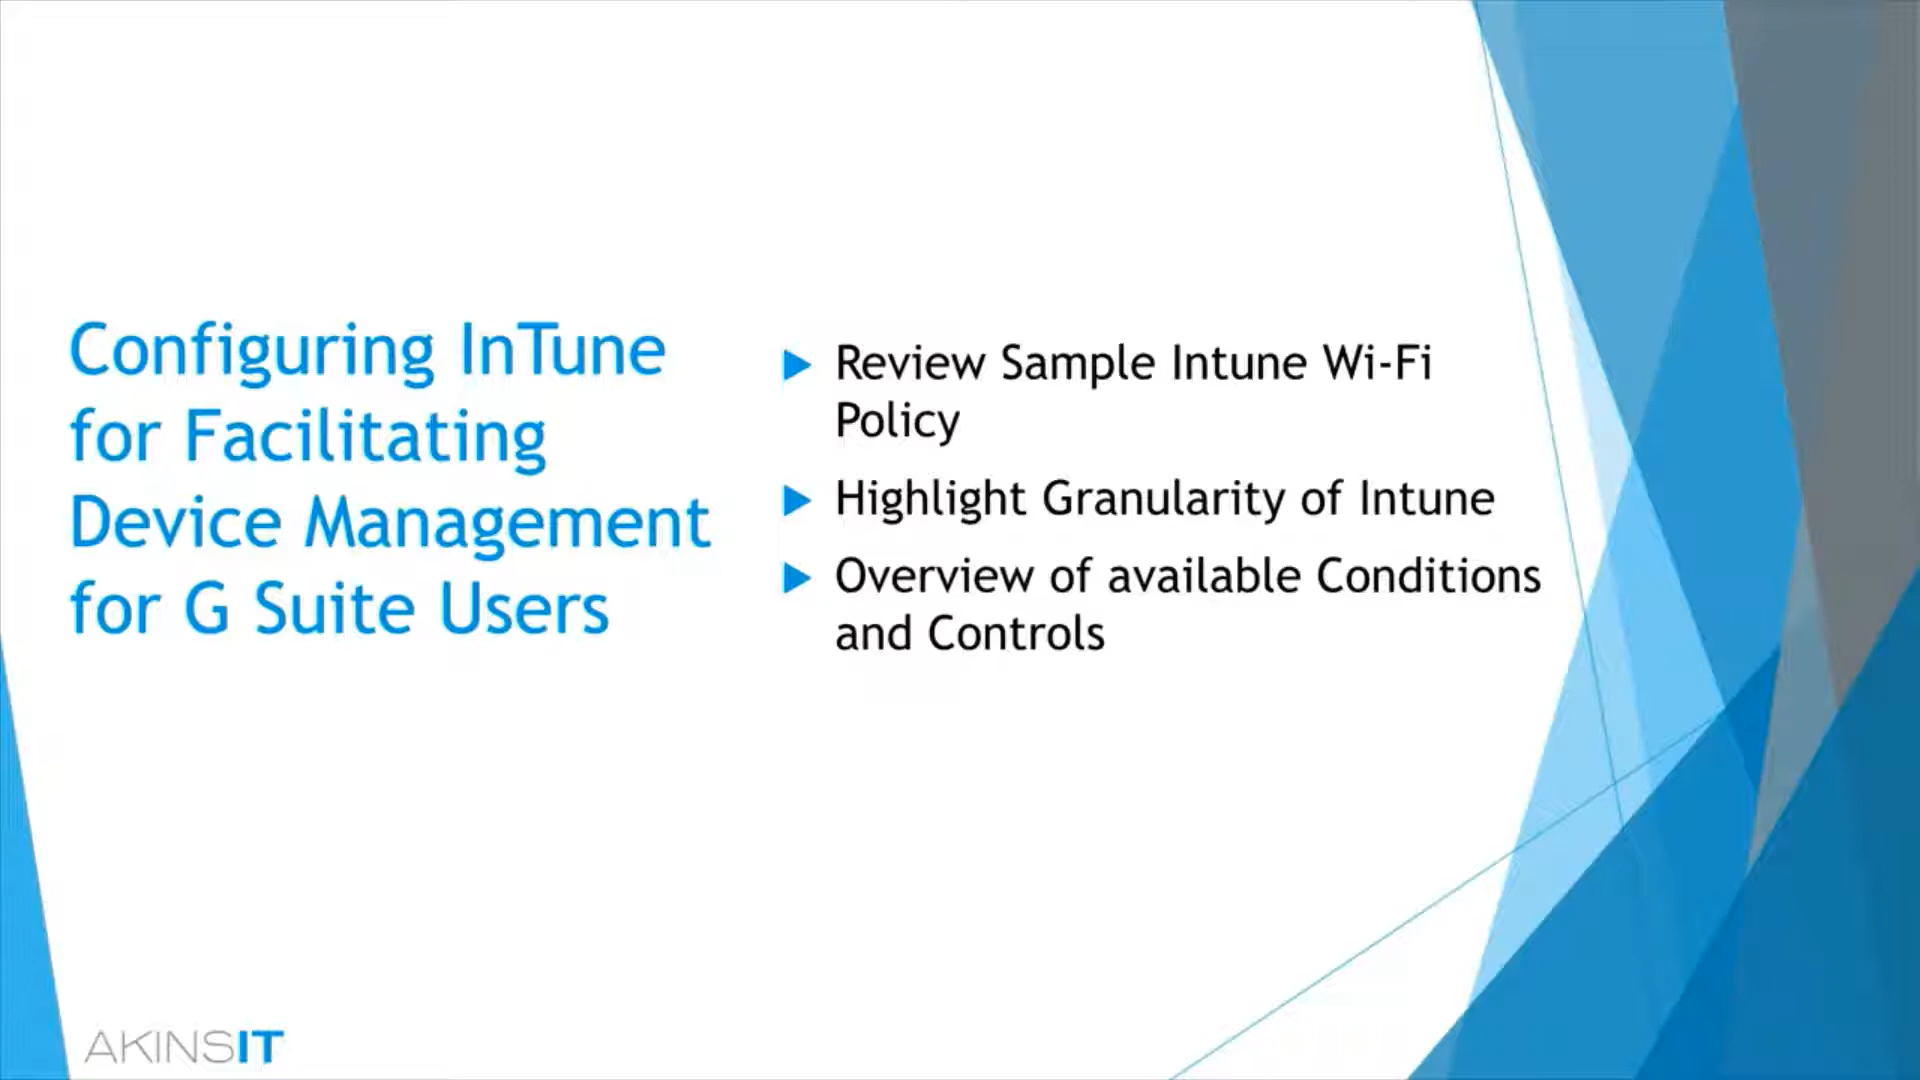 Configuring InTune
for Facilitating
Device Management
for G Suite Users
Review Sample Intune Wi-Fi
Policy
Highlight Granularity of Intune
Overview of available Conditions
and Controls
AKINSIT